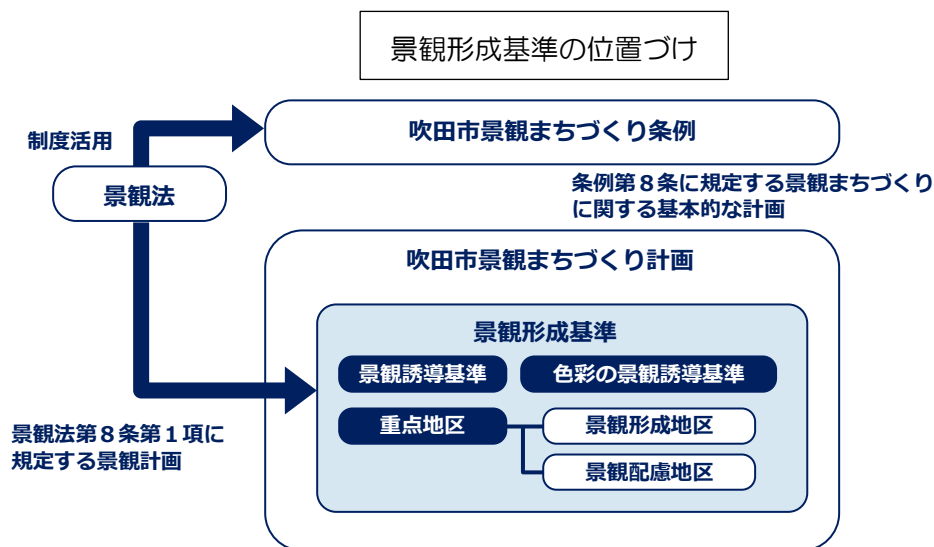 景観形成基準の位置づけ
制度活用
吹田市景観まちづくり条例
景観法
条例第８条に規定する景観まちづくり
に関する基本的な計画
吹田市景観まちづくり計画
景観形成基準
景観誘導基準
色彩の景観誘導基準
重点地区
景観形成地区
景観配慮地区
景観法第８条第１項に
規定する景観計画